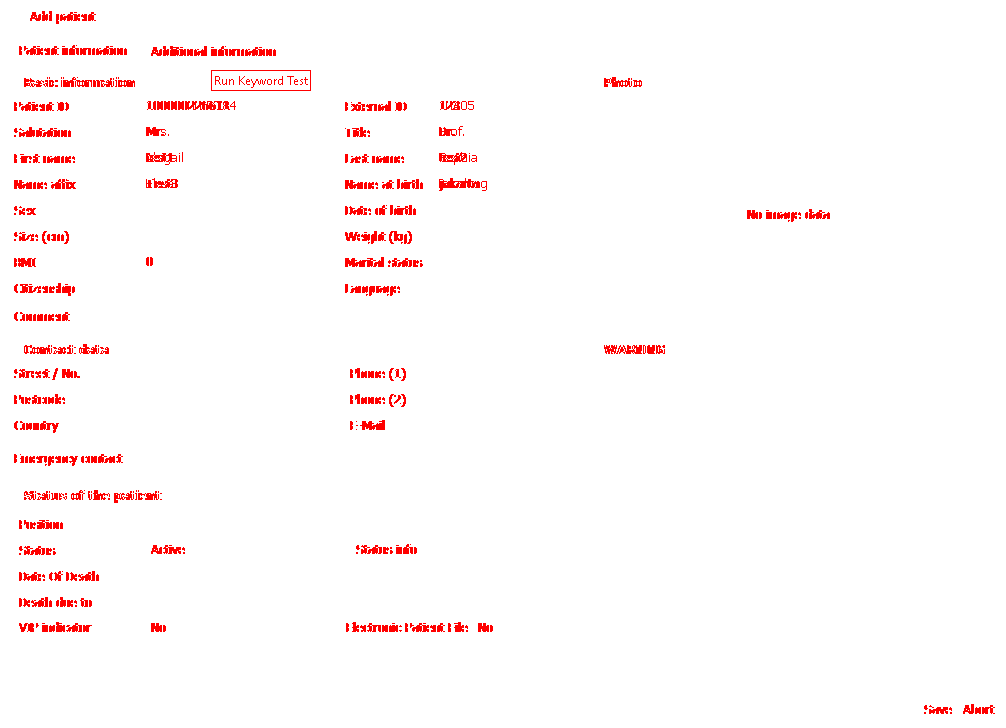 Add patient
Patient information Additional information
Basic information Run Keyword Test Photo
Patient ID External ID
Salutation Title
First name Last name
Name affix Name at birth
Sex Date of birth No image data
Size (cm) Weight (kg)
BMI 0 Marital status
Citizenship Language
Comment
Contact data WARNING
Street / No. Phone (1)
Postcode Phone (2)
Country E-Mail
Emergency contact
Status of the patient
Position
Status Active Status info
Date Of Death
Death due to
VIP indicator No Electronic Patient File No
Save Abort